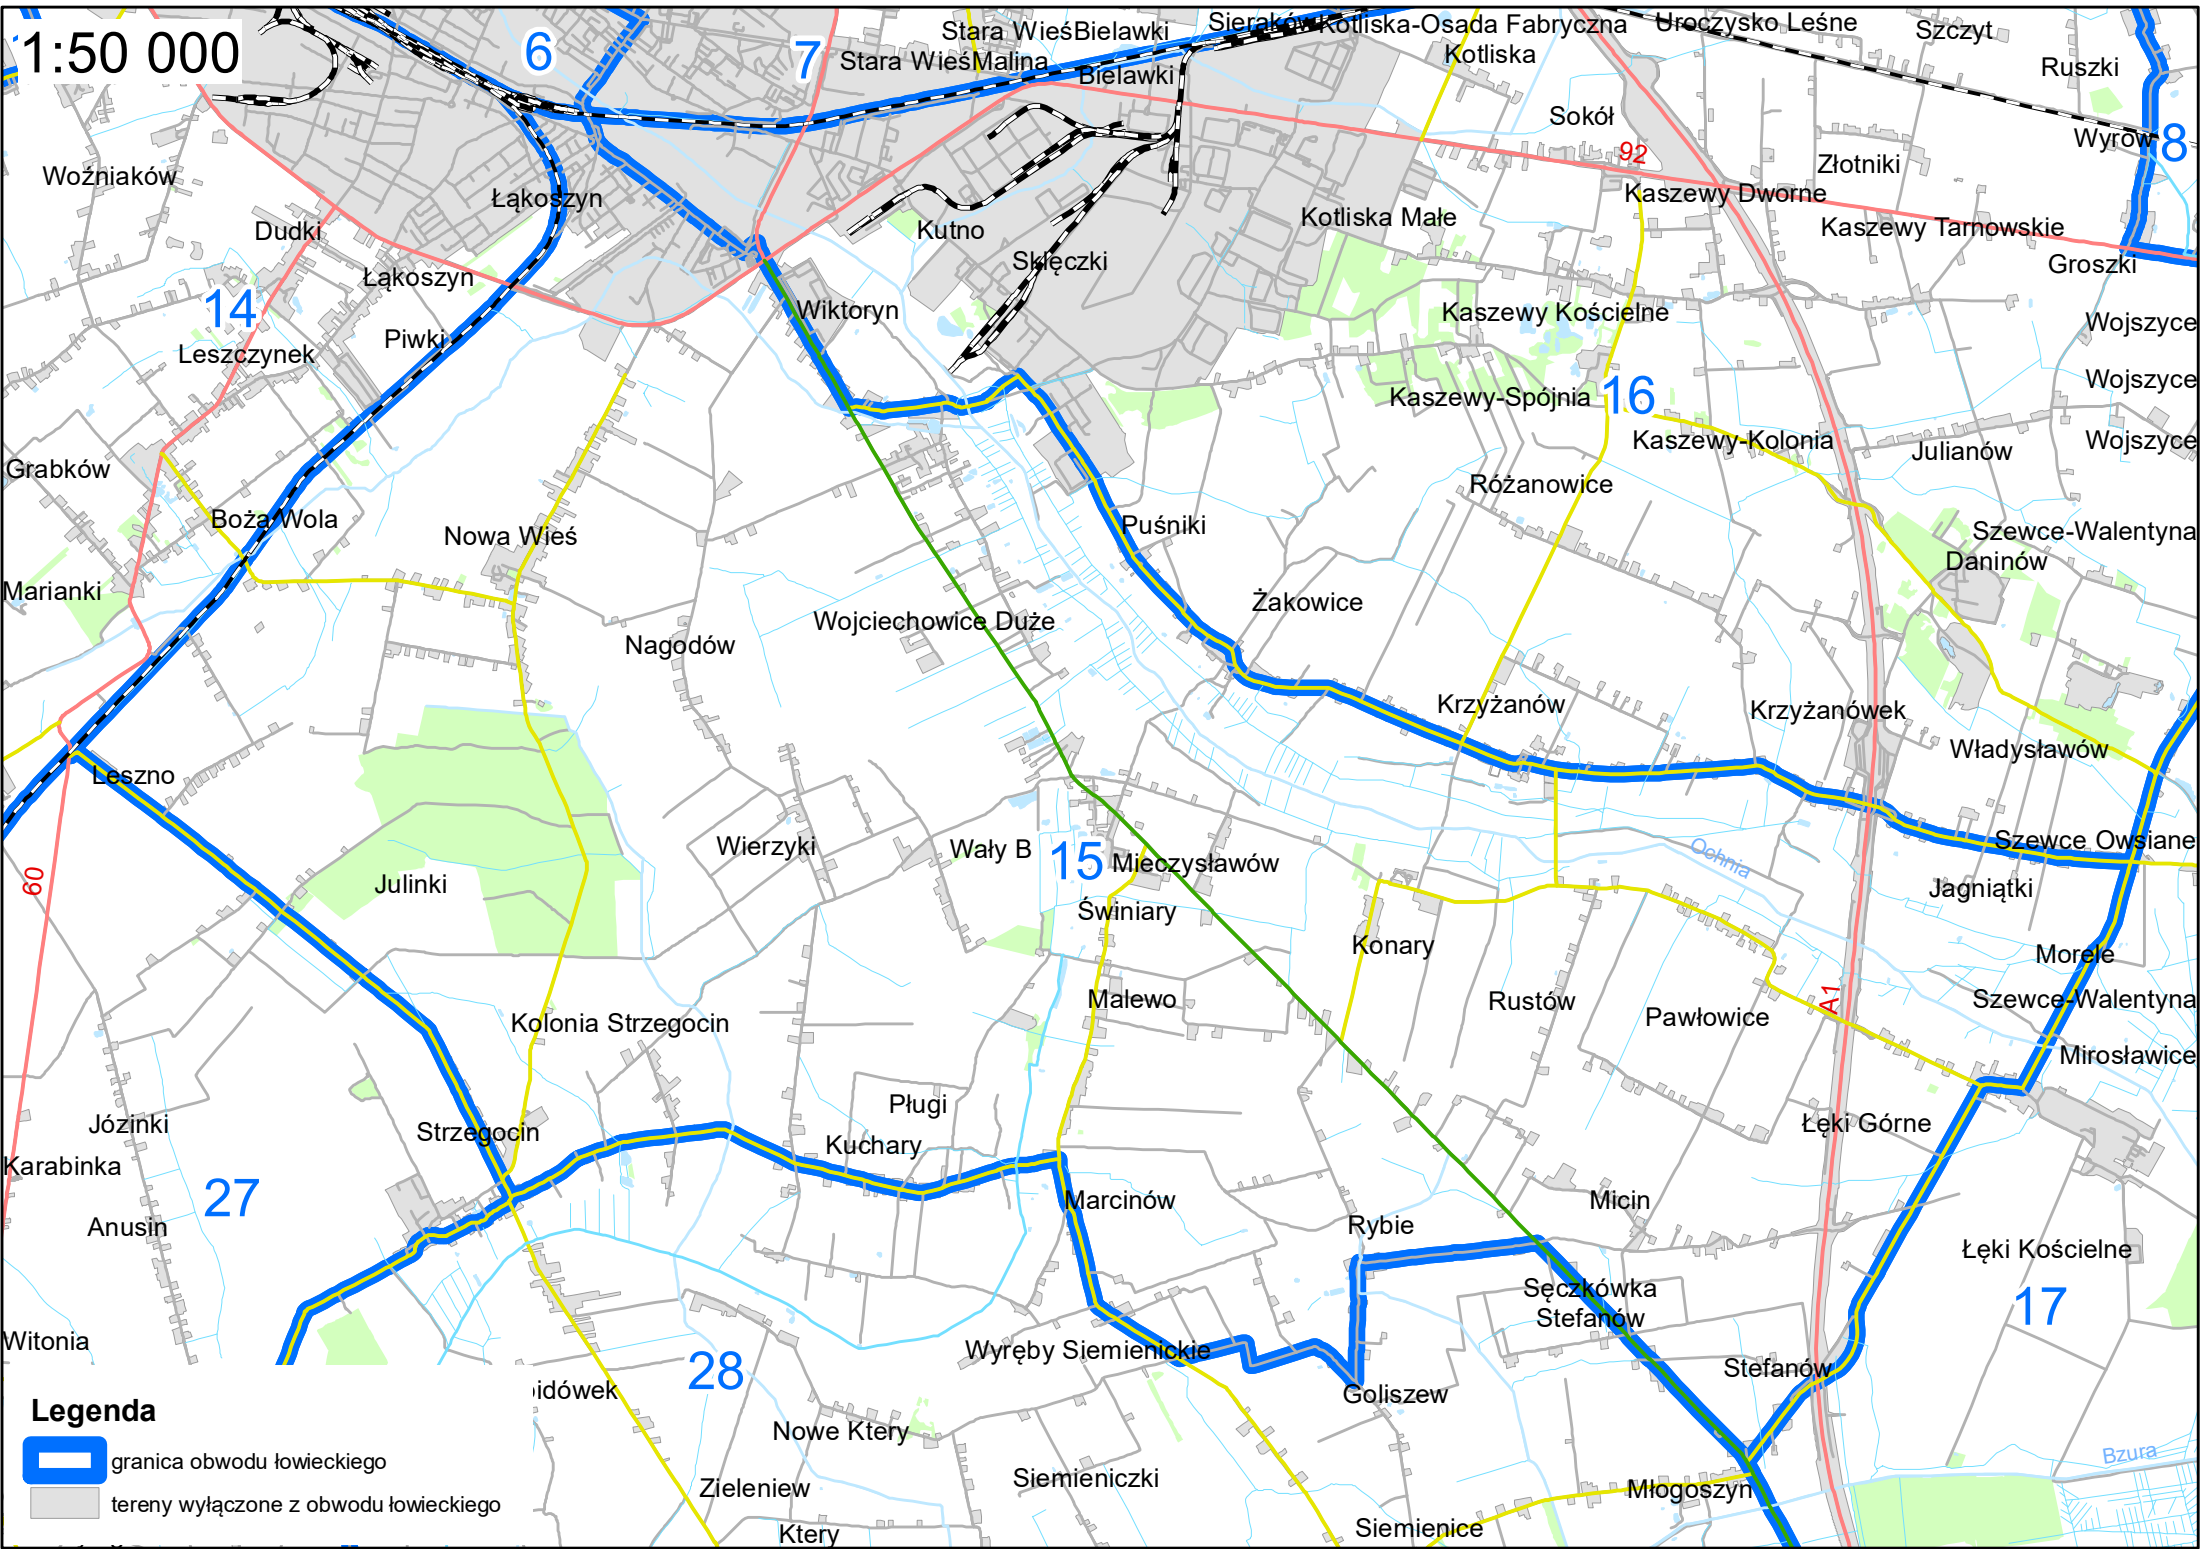 1:50 000
6
7
Stara WieśBielawki
Sieraków
Kotliska-Osada Fabryczna
Uroczysko Leśne
Szczyt
Stara WieśMalina
Bielawki
Kotliska
Ruszki
Sokół
92
Wyrów
8
Woźniaków
Łąkoszyn
Złotniki
Kaszewy Dworne
Dudki
Kutno
Kotliska Małe
Kaszewy Tarnowskie
Łąkoszyn
Sklęczki
Groszki
14
Wiktoryn
Kaszewy Kościelne
Wojszyce
Piwki
Leszczynek
Wojszyce
Kaszewy-Spójnia
16
Kaszewy-Kolonia
Wojszyce
Julianów
Grabków
Różanowice
Boża Wola
Nowa Wieś
Puśniki
Szewce-Walentyna
Daninów
Marianki
Żakowice
Wojciechowice Duże
Nagodów
Krzyżanów
Krzyżanówek
Władysławów
Leszno
Wierzyki
Wały B
15
Mieczysławów
Ochnia
Szewce Owsiane
60
Julinki
Jagniątki
Świniary
Konary
Morele
Malewo
Rustów
A1
Szewce-Walentyna
Kolonia Strzegocin
Pawłowice
Mirosławice
Pługi
Józinki
Strzegocin
Kuchary
Łęki Górne
Karabinka
27
Marcinów
Micin
Anusin
Rybie
Łęki Kościelne
Sęczkówka
Stefanów
17
Witonia
Wyręby Siemienickie
28
Stefanów
idówek
Goliszew
Legenda
Nowe Ktery
granica obwodu łowieckiego
Bzura
Siemieniczki
Zieleniew
Młogoszyn
tereny wyłączone z obwodu łowieckiego
Ktery
Siemienice